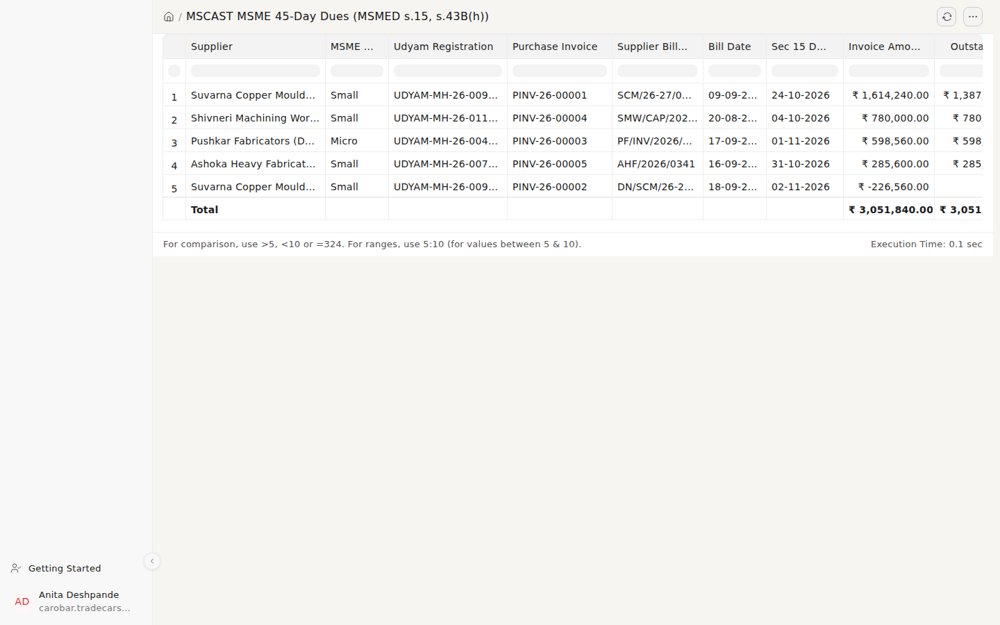 / MSCAST MSME 45-Day Dues (MSMED s.15, s.43B(h))
Supplier MSME ... Udyam Registration Purchase Invoice Supplier Bill... Bill Date Sec 15 D... Invoice Amo... Outsta
1 Suvarna Copper Mould... Small UDYAM-MH-26-009... PINV-26-00001 SCM/26-27/0... 09-09-2... 24-10-2026 ₹ 1,614,240.00 ₹ 1,387,
2 Shivneri Machining Wor... Small UDYAM-MH-26-011... PINV-26-00004 SMW/CAP/202... 20-08-2... 04-10-2026 ₹ 780,000.00 ₹ 780,
3 Pushkar Fabricators (D... Micro UDYAM-MH-26-004... PINV-26-00003 PF/INV/2026/... 17-09-2... 01-11-2026 ₹ 598,560.00 ₹ 598,
4 Ashoka Heavy Fabricat... Small UDYAM-MH-26-007... PINV-26-00005 AHF/2026/0341 16-09-2... 31-10-2026 ₹ 285,600.00 ₹ 285,
5 Suvarna Copper Mould... Small UDYAM-MH-26-009... PINV-26-00002 DN/SCM/26-2... 18-09-2... 02-11-2026 ₹ -226,560.00
Total ₹ 3,051,840.00 ₹ 3,051,
For comparison, use >5, <10 or =324. For ranges, use 5:10 (for values between 5 & 10). Execution Time: 0.1 sec
Getting Started
AD Anita Deshpande
carobar.tradecars...